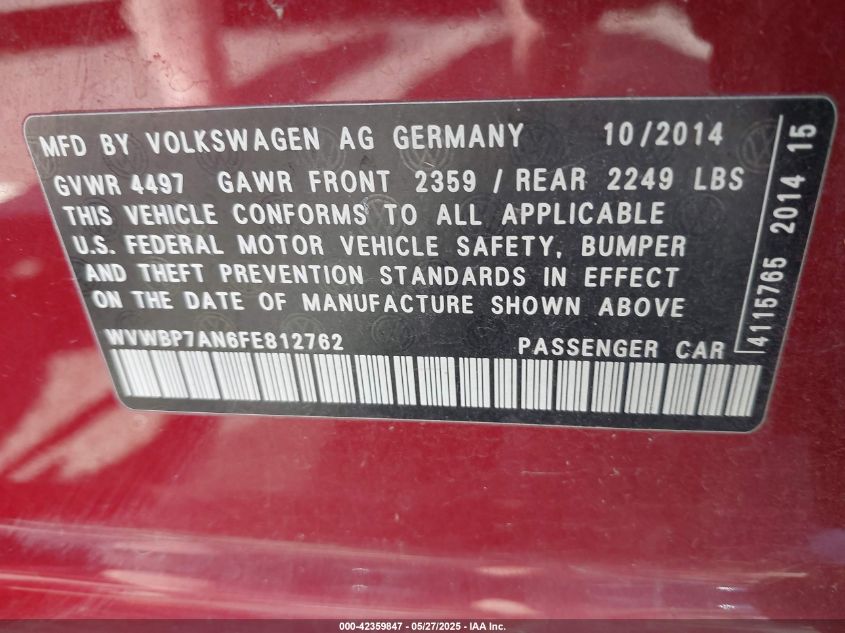 MFD BY VOLKSWAGEN AG GERMANY 10/2014
GVWR 4497 GAWR FRONT 2359 / REAR 2249 LBS
THIS VEHICLE CONFORMS TO ALL APPLICABLE
U.S. FEDERAL MOTOR VEHICLE SAFETY, BUMPER
AND THEFT PREVENTION STANDARDS IN EFFECT
ON THE DATE OF MANUFACTURE SHOWN ABOVE
WVWBP7AN6FE812762 PASSENGER CAR
4115765 2014 15
000-42359847 - 05/27/2025 - IAA Inc.